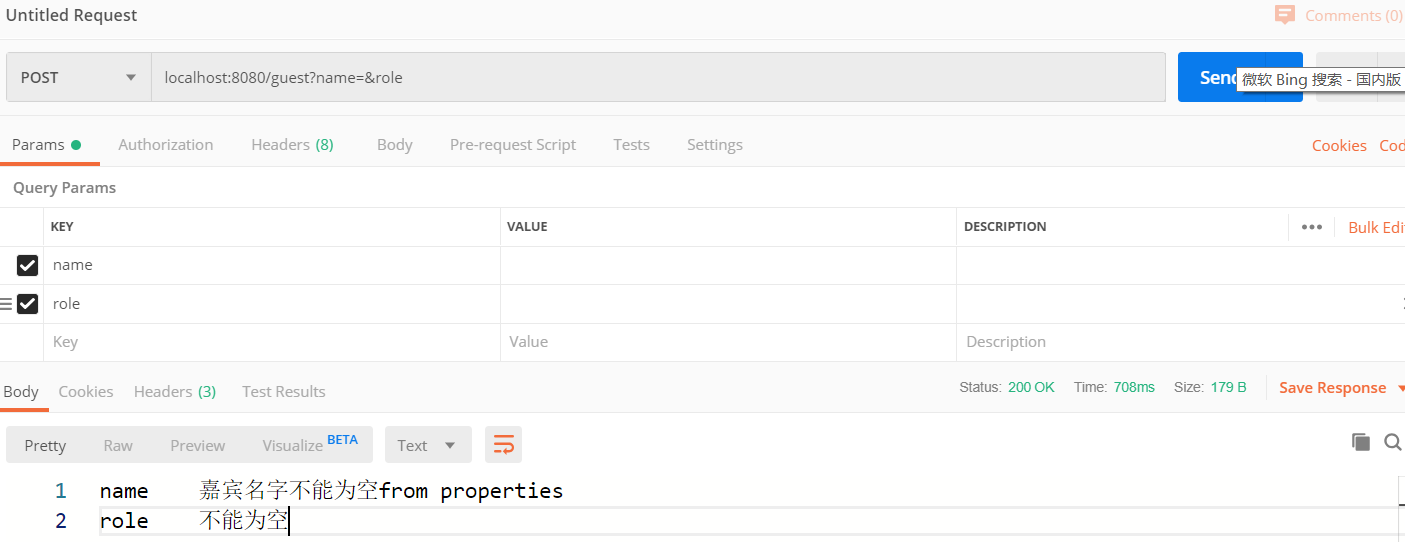 Untitled Request
Comments (0)
POST
localhost:8080/guest?name=&role
Send
微软 Bing 搜索 - 国内版
Params
Authorization
Headers (8)
Body
Pre-request Script
Tests
Settings
Cookies
Cod
Query Params
KEY
VALUE
DESCRIPTION
Bulk Edi
name
role
Key
Value
Description
Body
Cookies
Headers (3)
Test Results
Status: 200 OK
Time: 708ms
Size: 179 B
Save Response
Pretty
Raw
Preview
Visualize BETA
Text
1 name 嘉宾名字不能为空from properties
2 role 不能为空